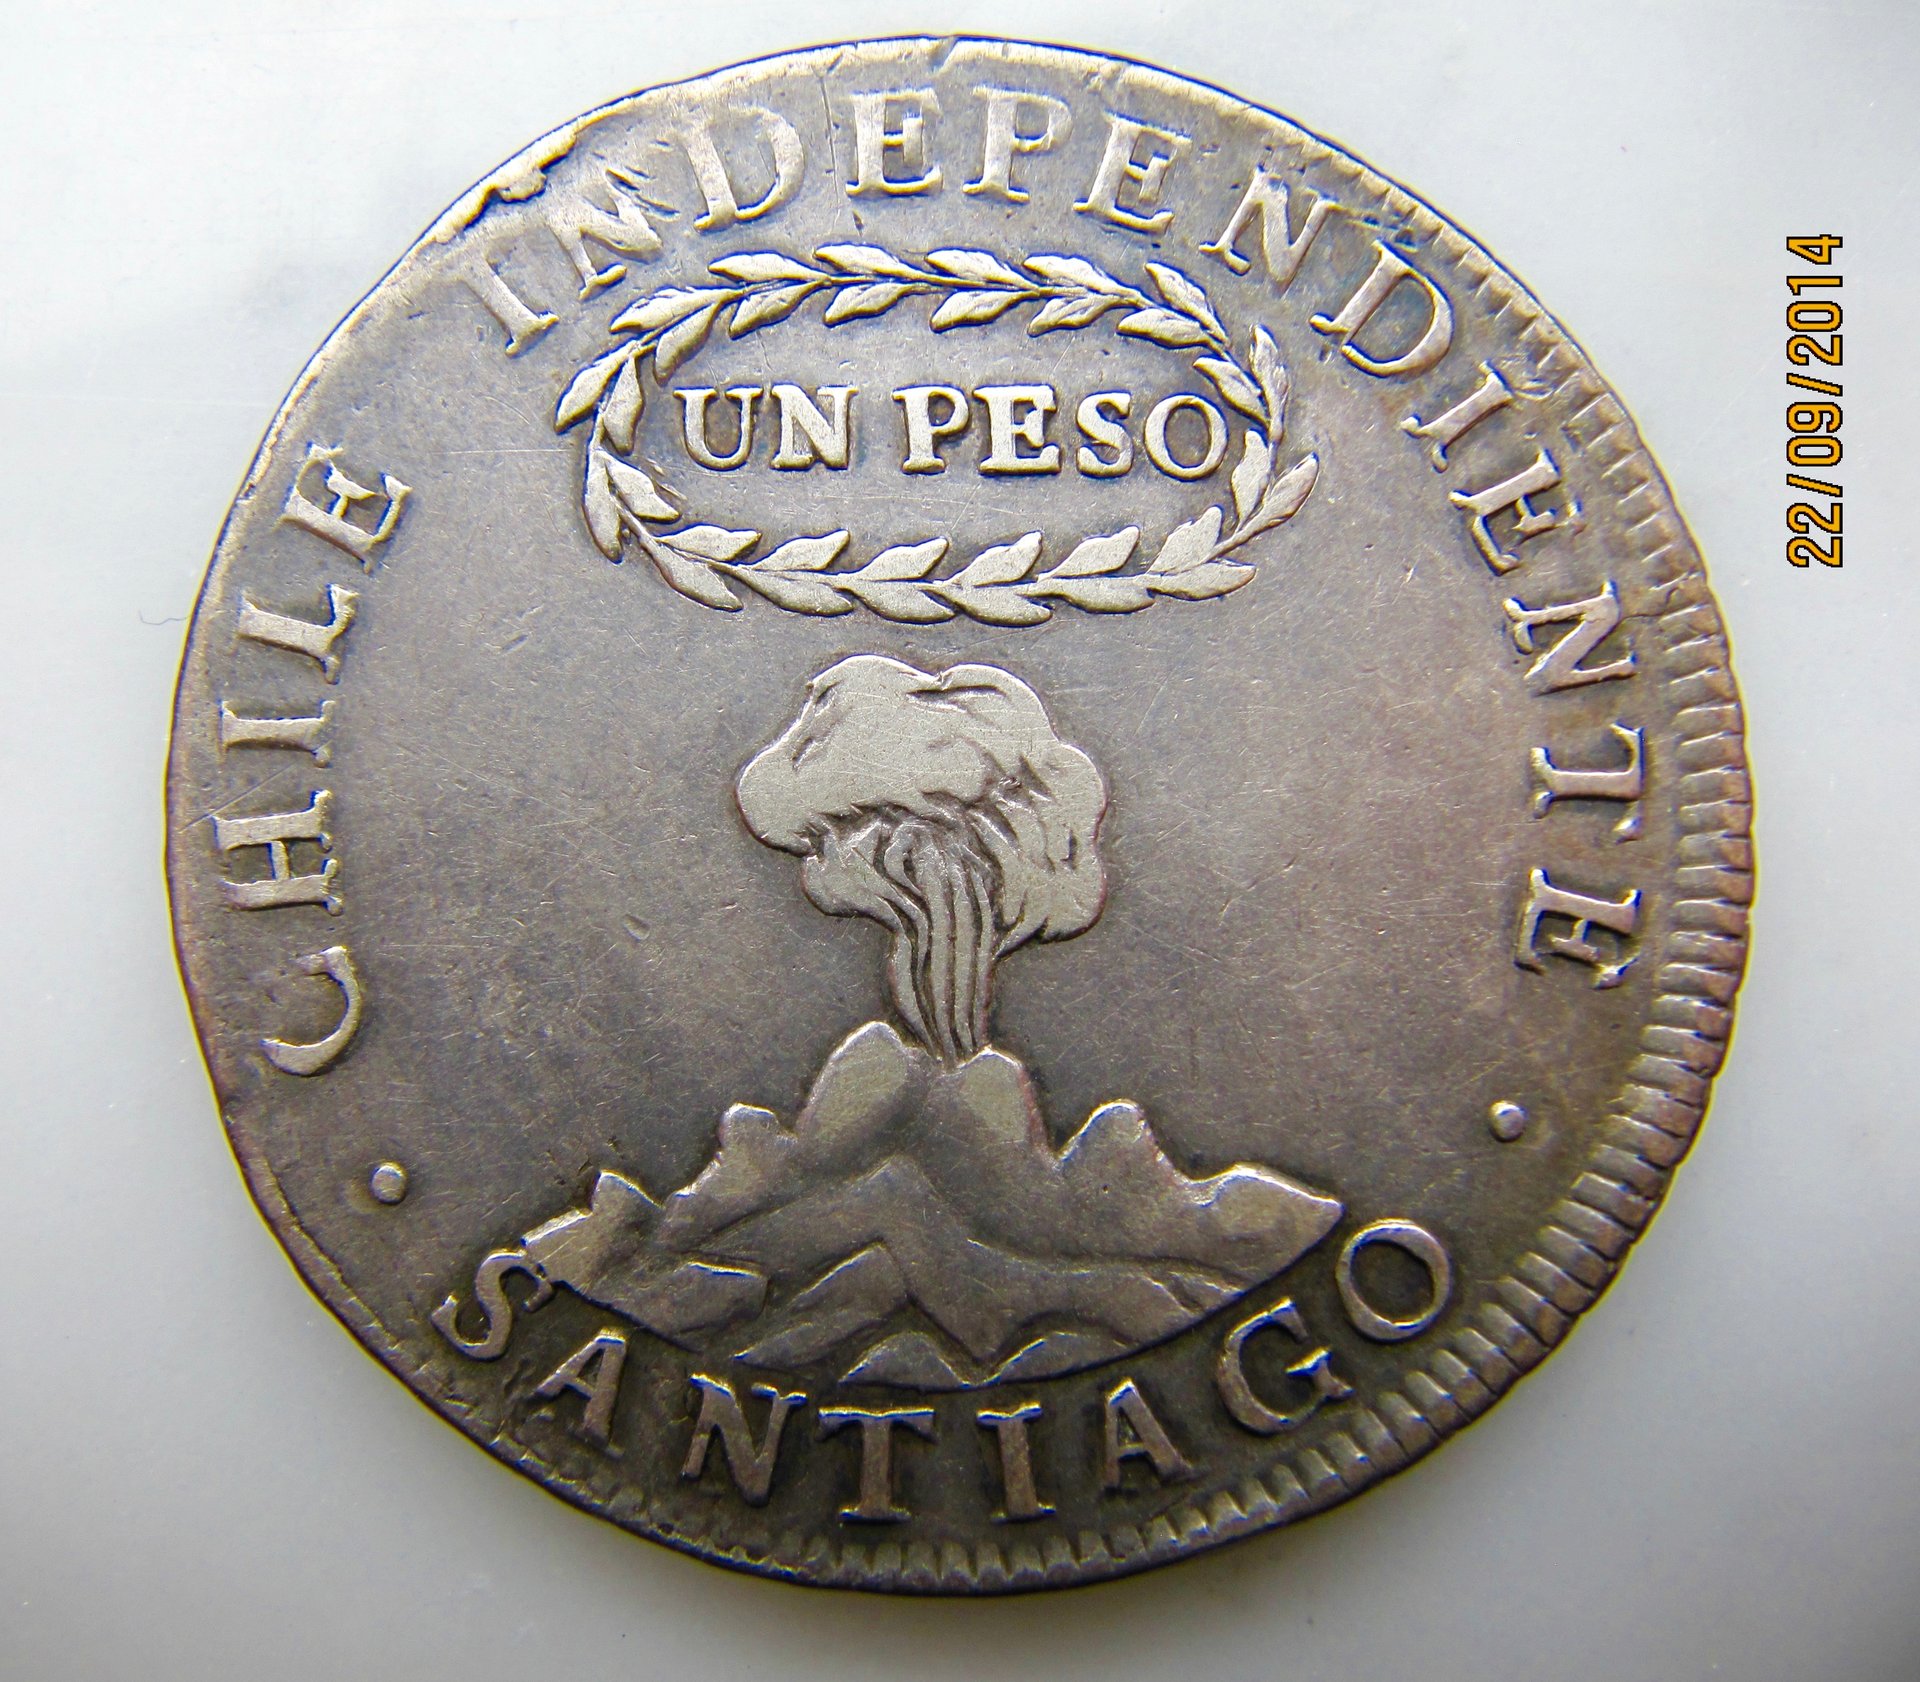 CHILE INDEPENDIENTE
UN PESO
SANTIAGO
22/09/2014